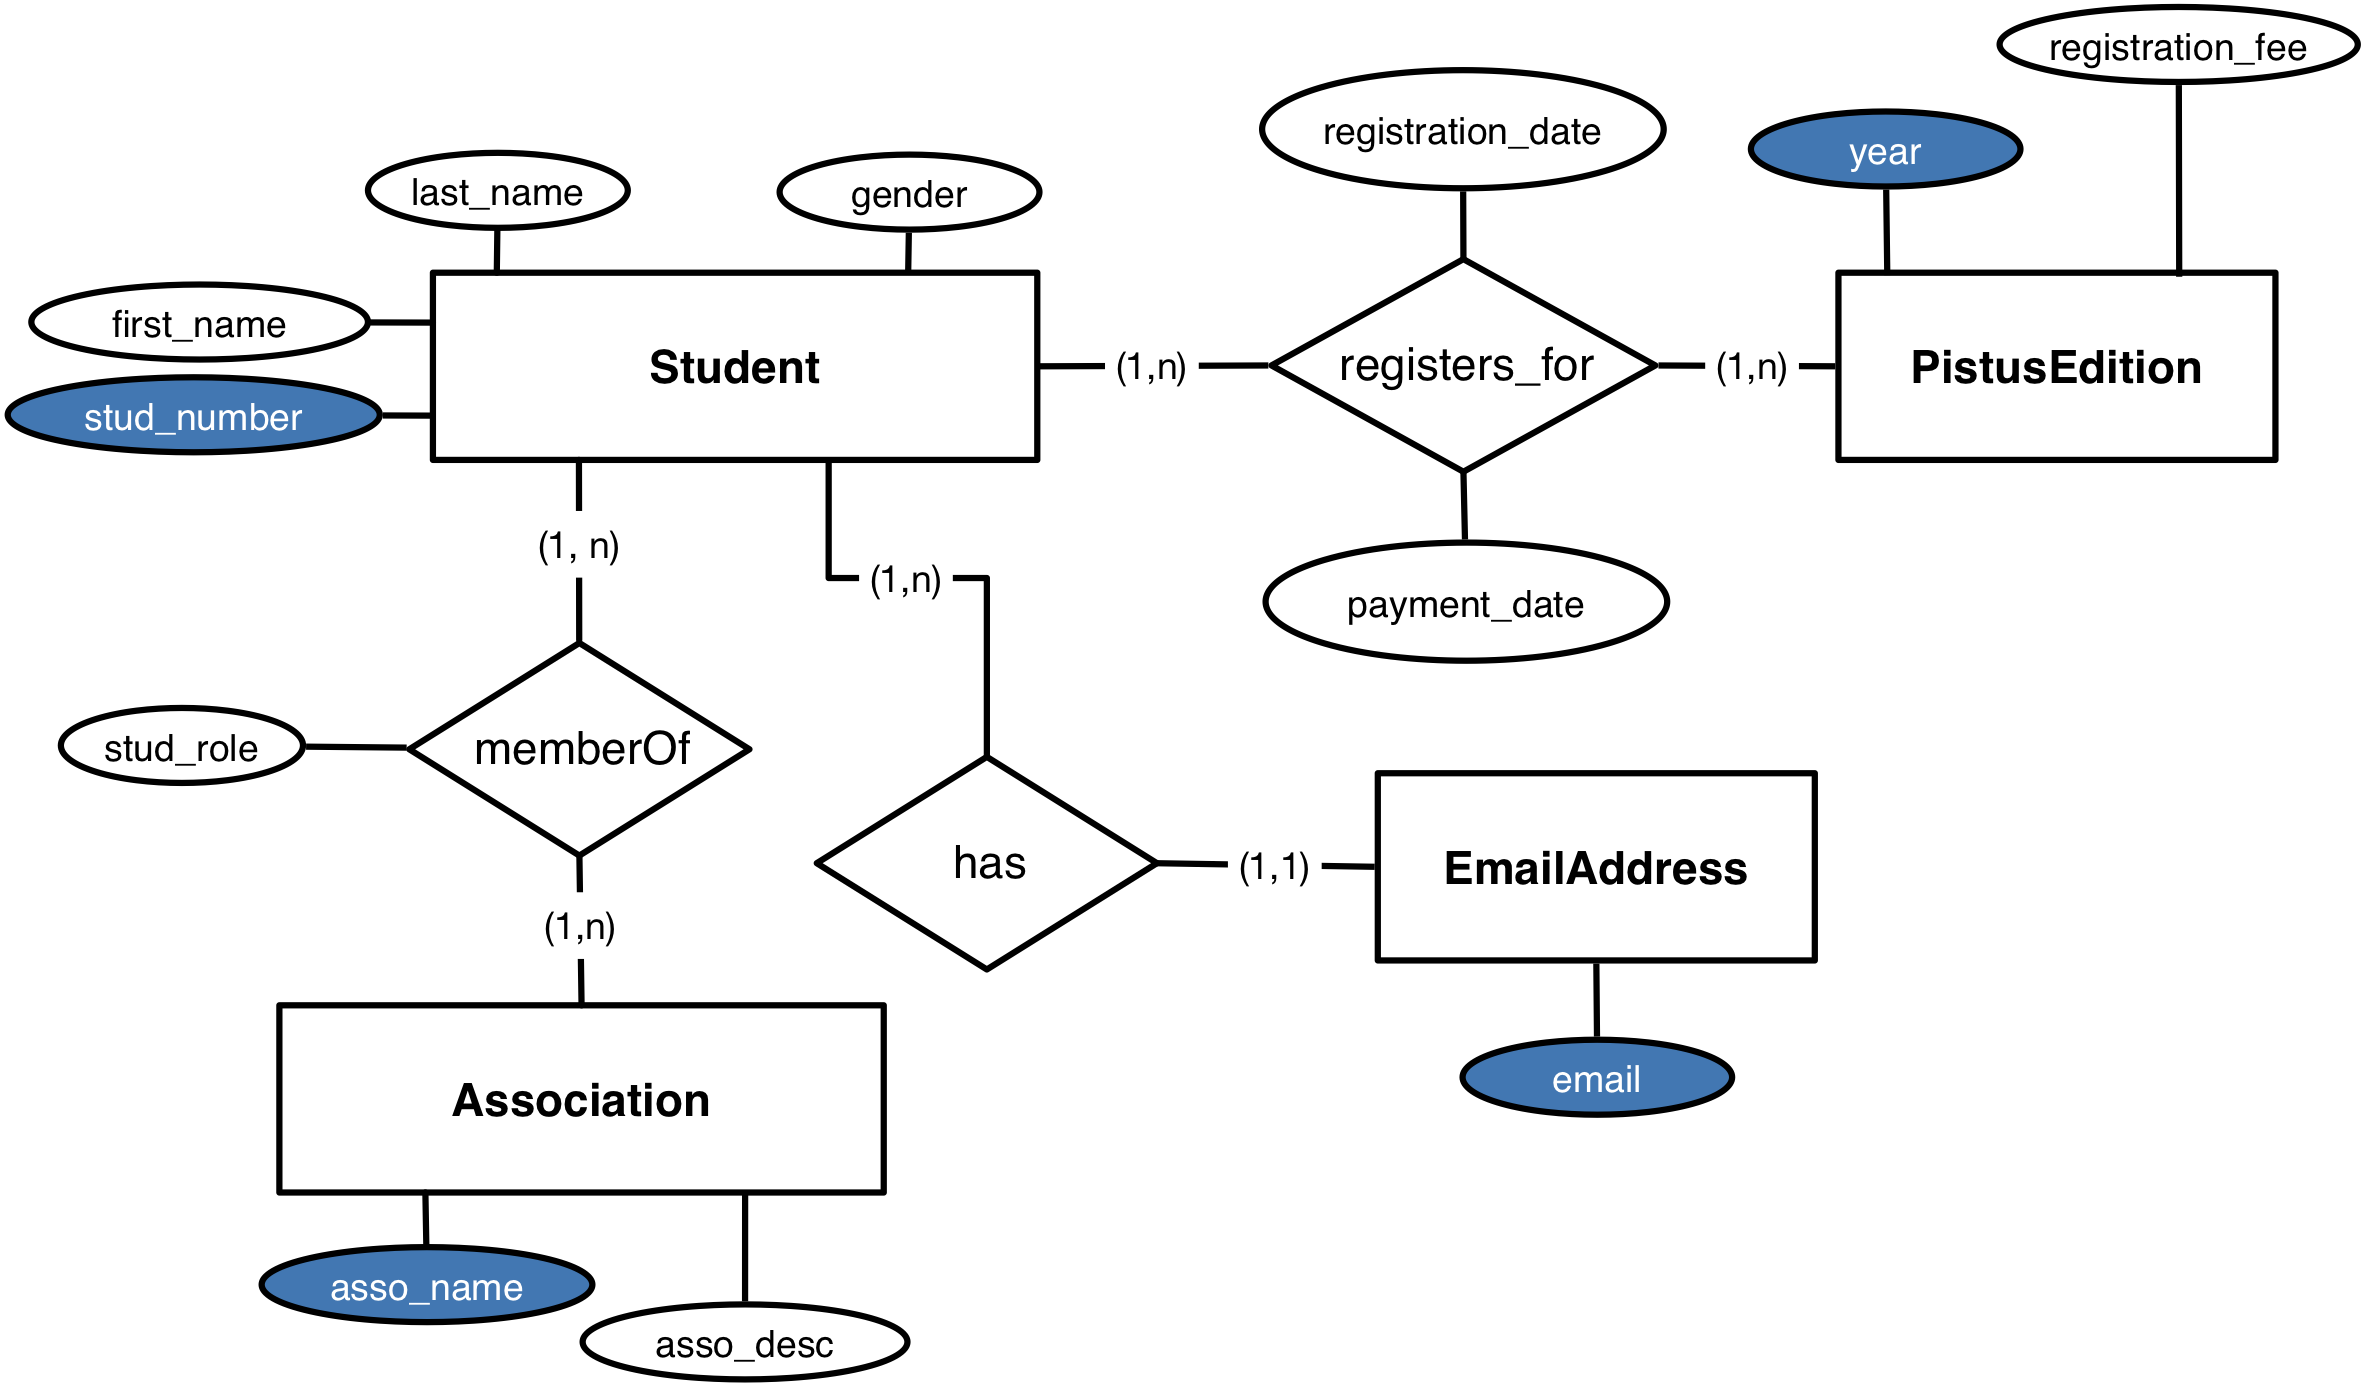 registration_fee
registration_date
year
last_name
gender
first_name
Student
(1,n)
registers_for
(1,n)
PistusEdition
stud_number
(1, n)
(1,n)
payment_date
stud_role
memberOf
has
(1,1)
EmailAddress
(1,n)
Association
email
asso_name
asso_desc